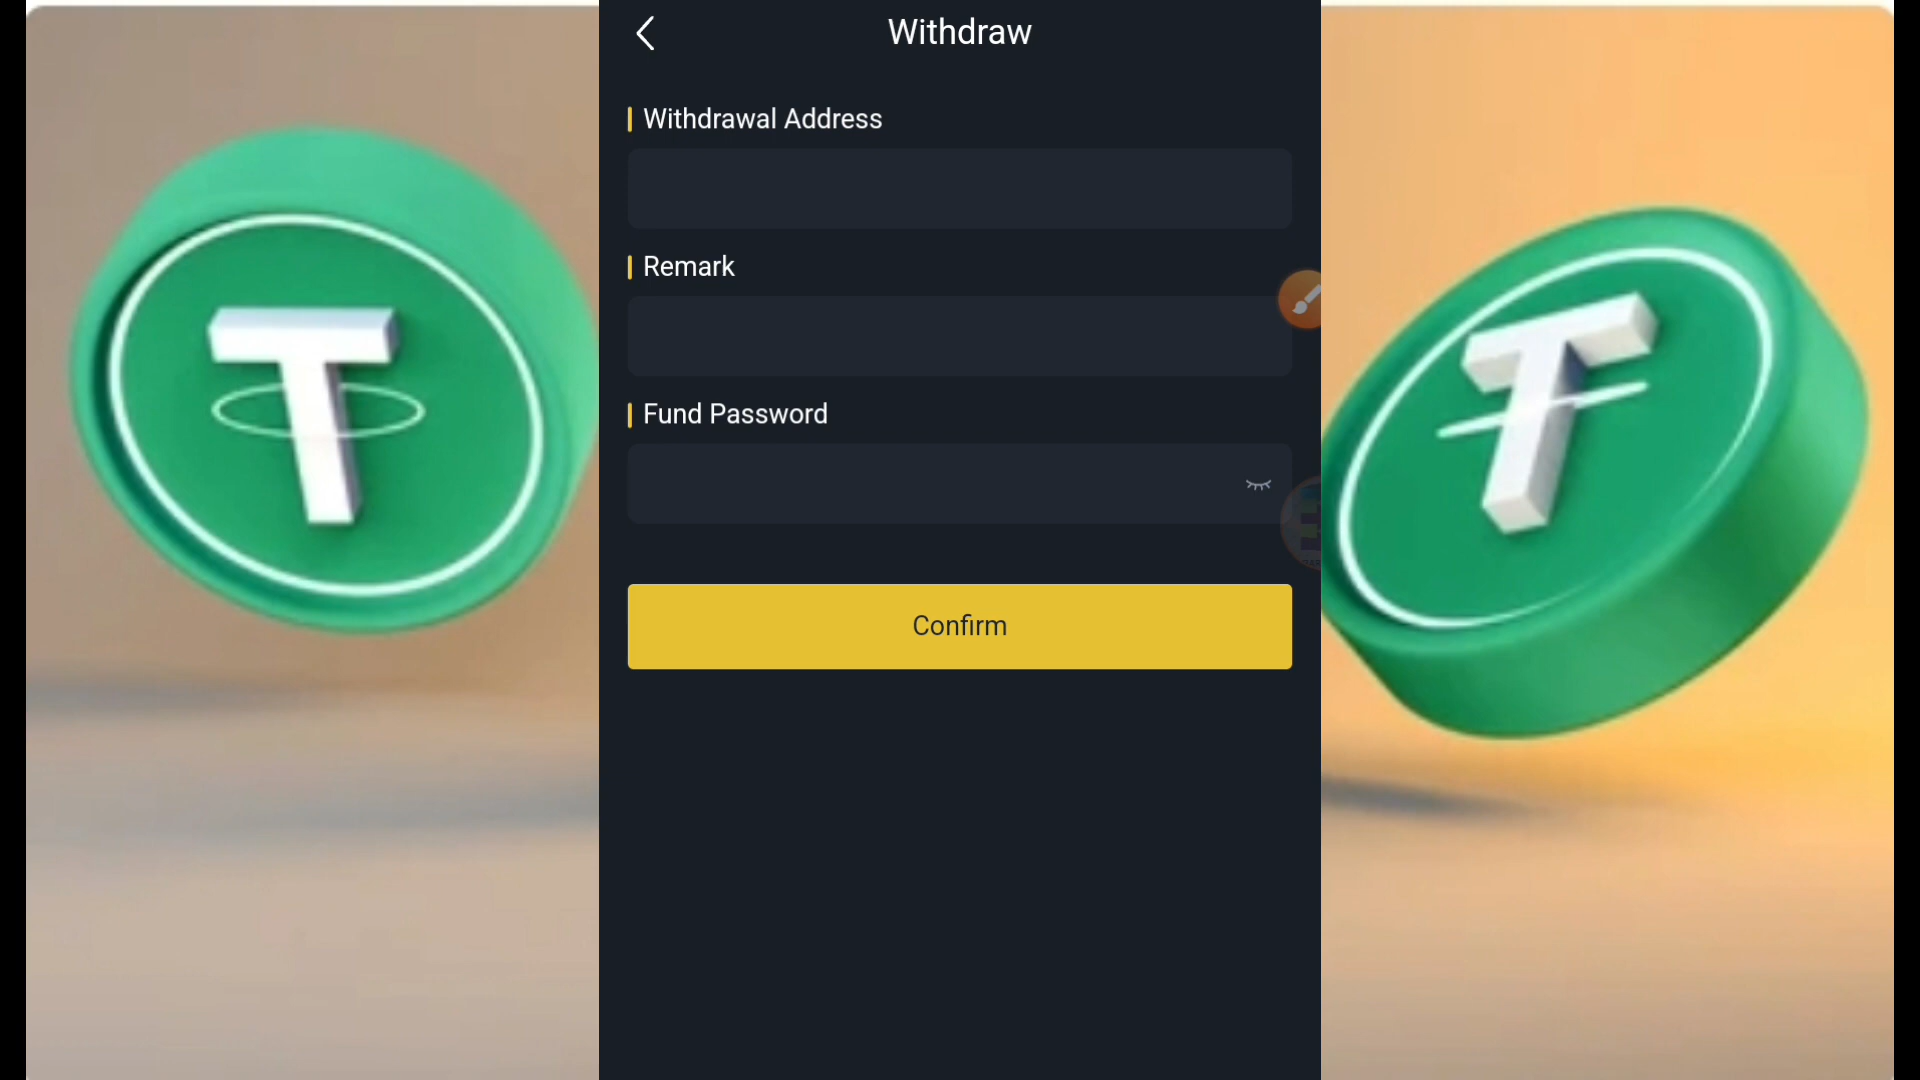 Withdraw
Withdrawal Address
Remark
Fund Password
Confirm